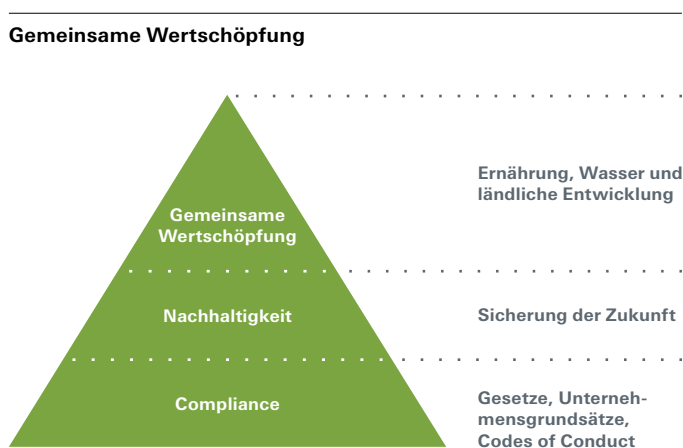 Gemeinsame Wertschöpfung
Ernährung, Wasser und
ländliche Entwicklung
Gemeinsame
Wertschöpfung
Nachhaltigkeit
Sicherung der Zukunft
Compliance
Gesetze, Unterneh-
mensgrundsätze,
Codes of Conduct